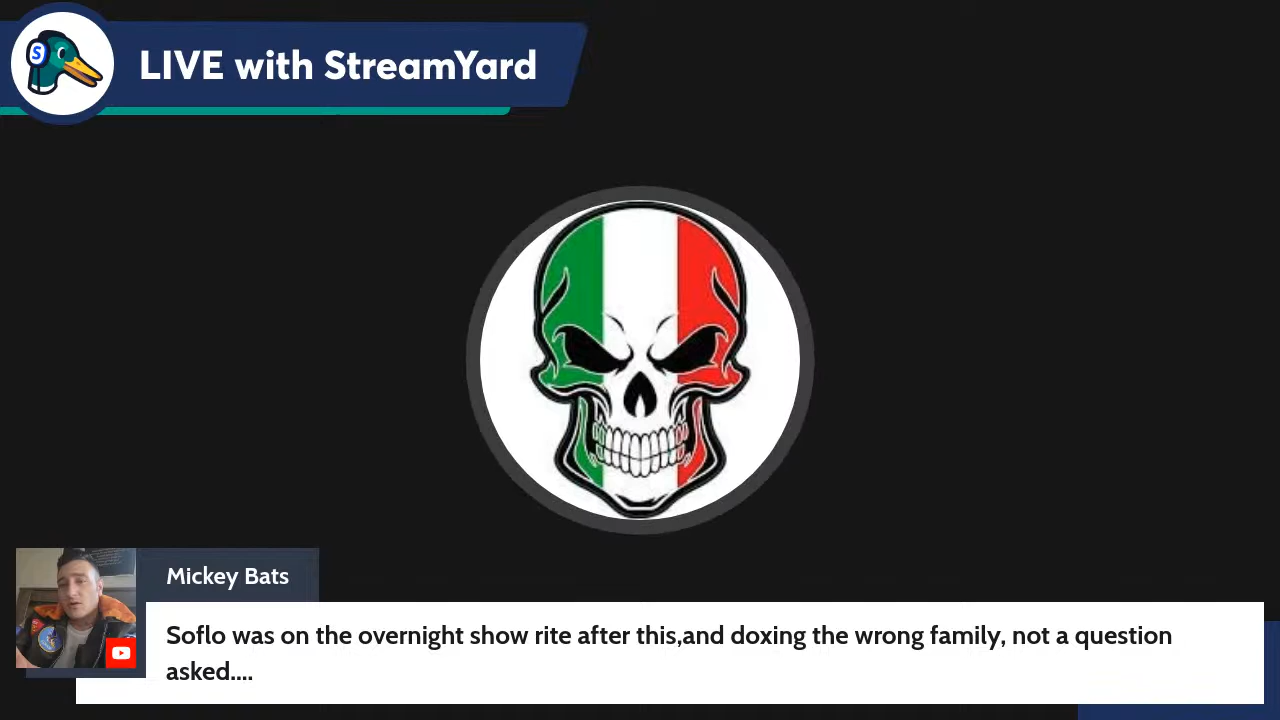 S
LIVE with StreamYard
Mickey Bats
Soflo was on the overnight show rite after this,and doxing the wrong family, not a question
asked....